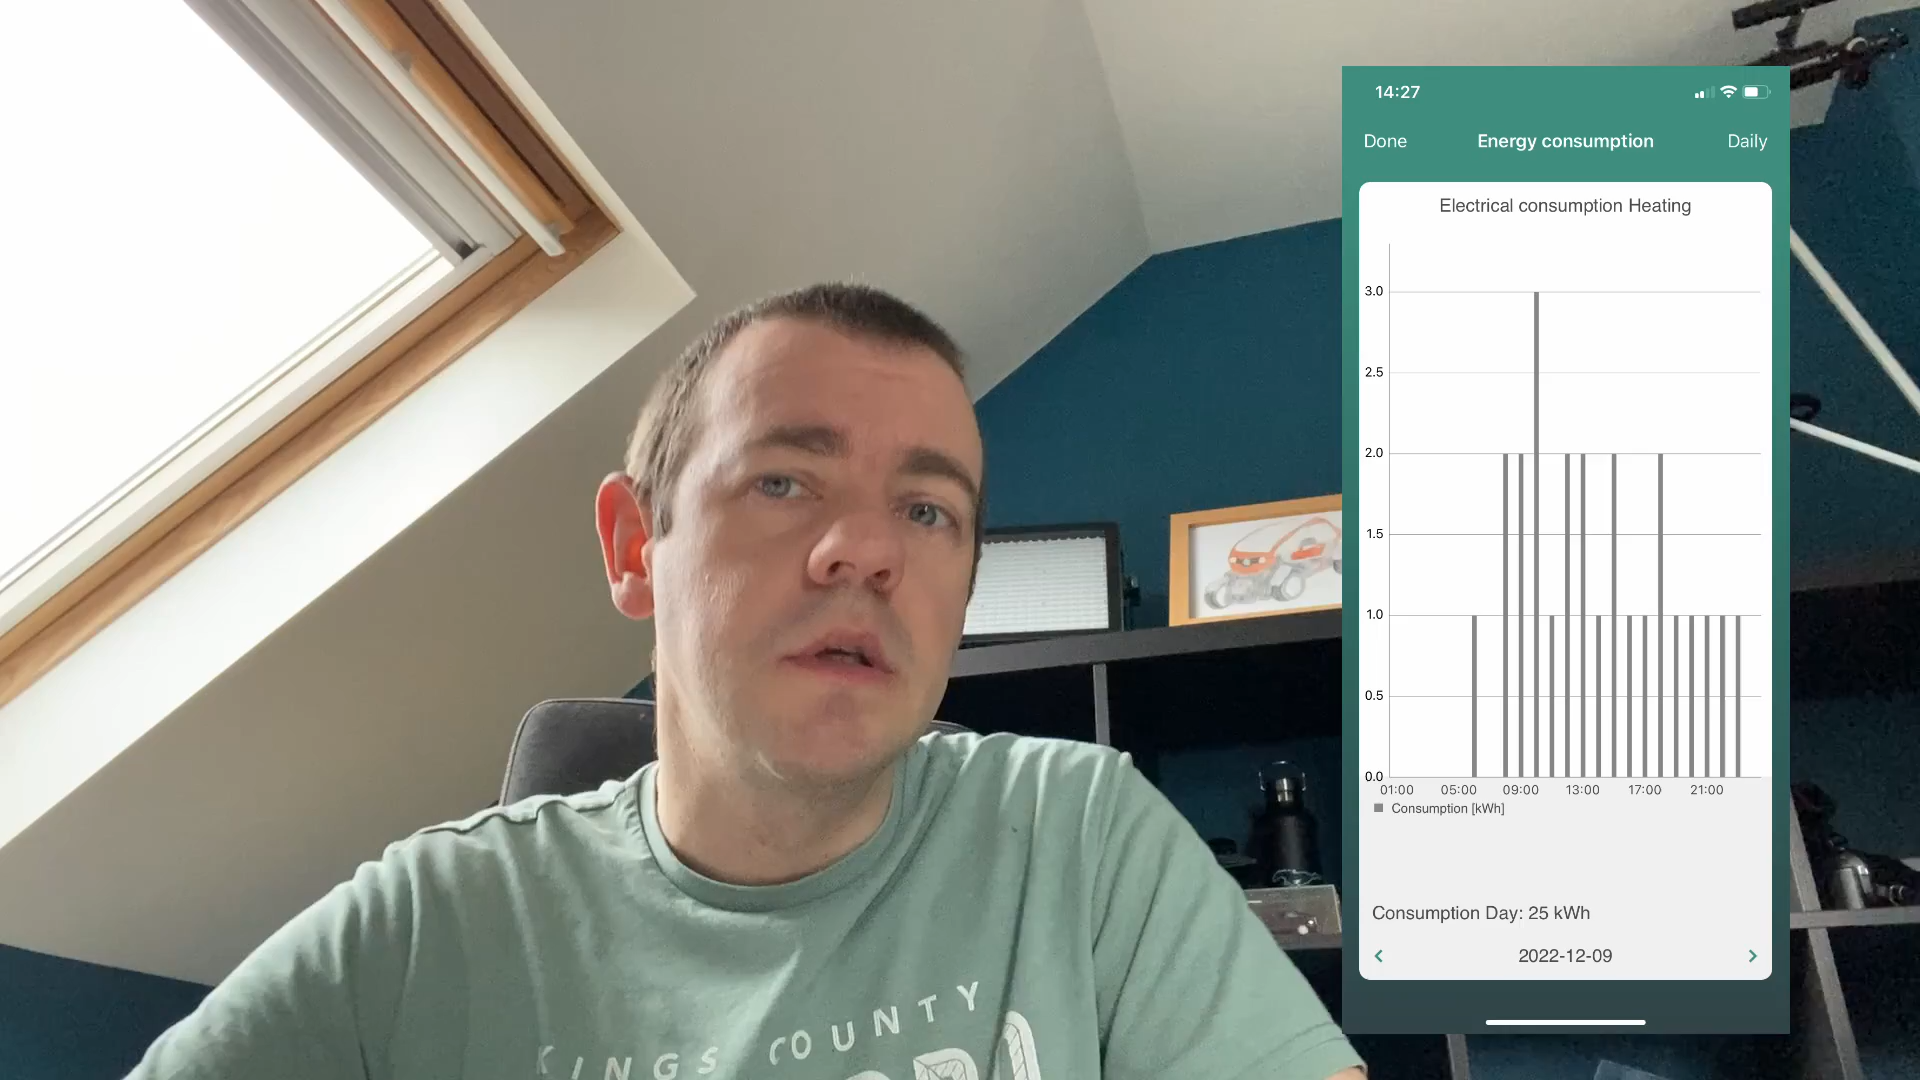 14:27
Done Energy consumption Daily
Electrical consumption Heating
3.0
2.5
2.0
1.5
1.0
0.5
0.0
01:00 05:00 09:00 13:00 17:00 21:00
Consumption [kWh]
Consumption Day: 25 kWh
2022-12-09
KINGS COUNTY